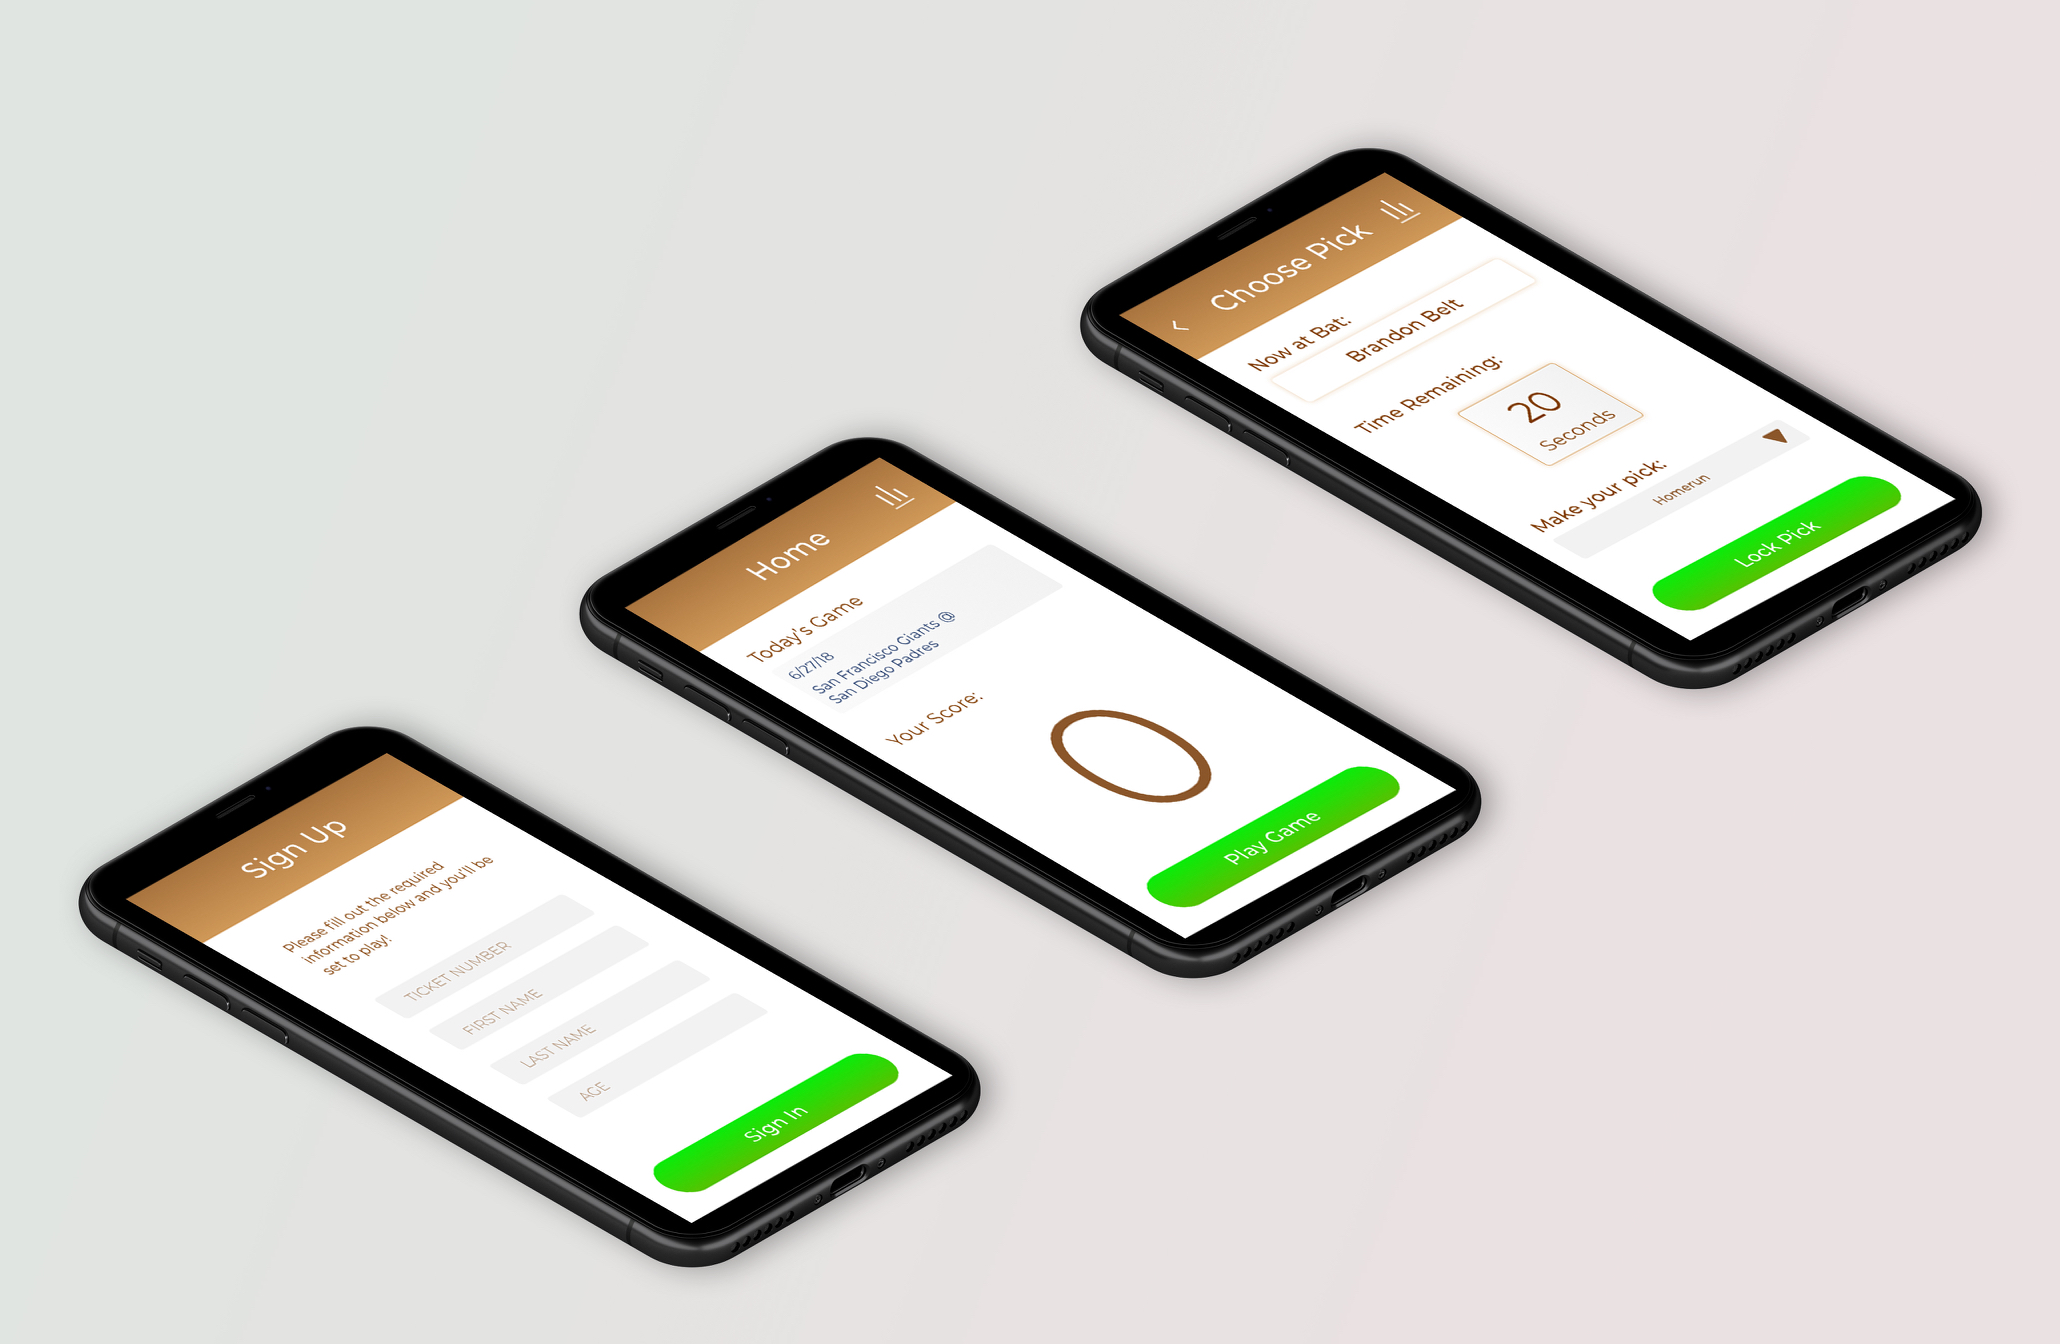 Sign Up
Please fill out the required
information below and you'll be
set to play!
TICKET NUMBER
FIRST NAME
LAST NAME
AGE
Sign In
Home
Today's Game
6/27/18
San Francisco Giants @
San Diego Padres
Your Score:
0
Play Game
Choose Pick
Now at Bat:
Brandon Belt
Time Remaining:
20
Seconds
Make your pick:
Homerun
Lock Pick